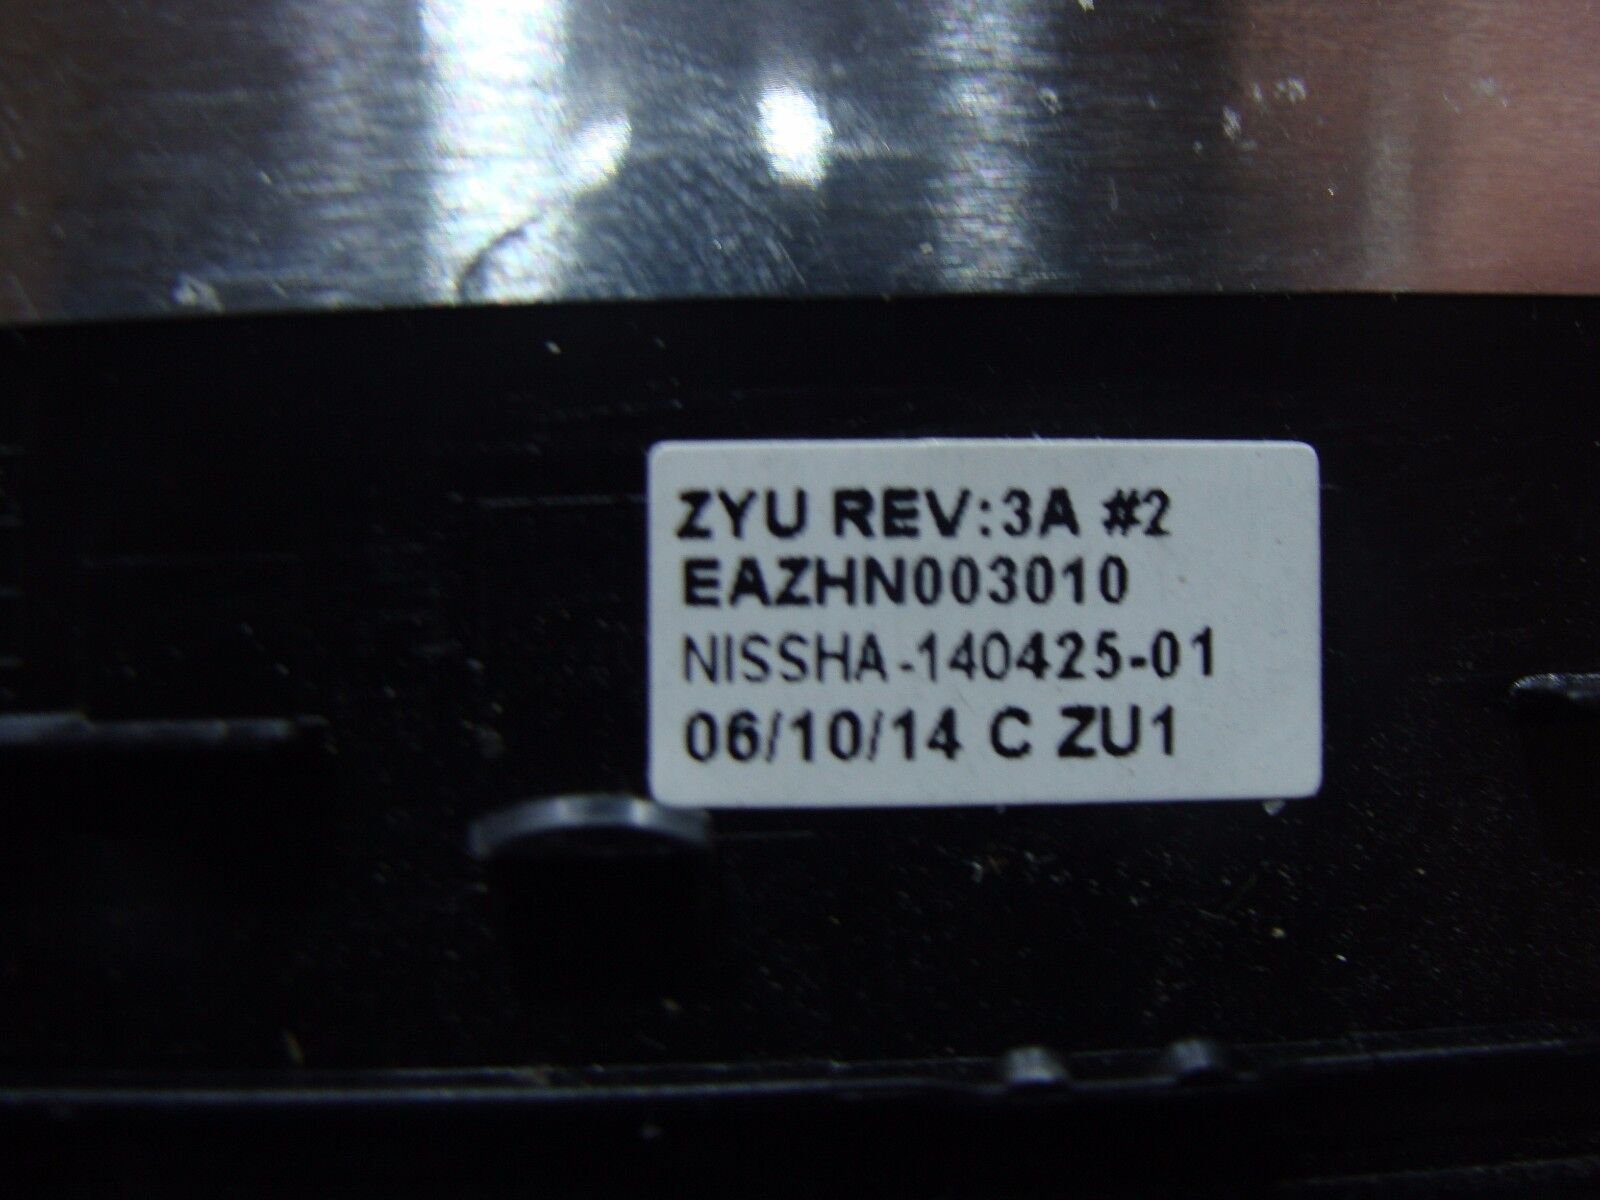 ZYU REV:3A #2
EAZHN003010
NISSHA-140425-01
06/10/14 C ZU1